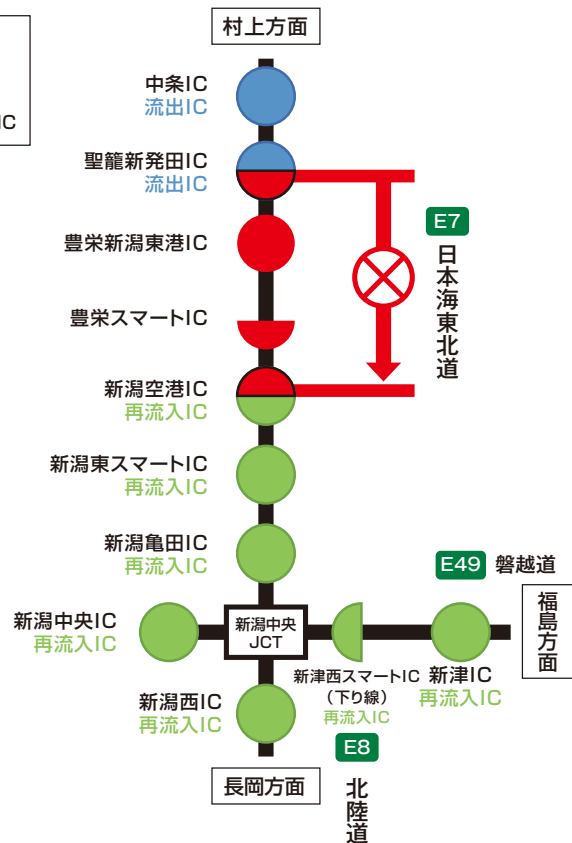 IC
村上方面
中条IC
流出IC
聖籠新発田IC
流出IC
豊栄新潟東港IC
豊栄スマートIC
新潟空港IC
再流入IC
新潟東スマートIC
再流入IC
新潟亀田IC
再流入IC
E7
日本海東北道
E49 磐越道
福島方面
新潟中央IC
再流入IC
新潟中央
JCT
新津西スマートIC
(下り線)
再流入IC
新津IC
再流入IC
新潟西IC
再流入IC
E8
北陸道
長岡方面